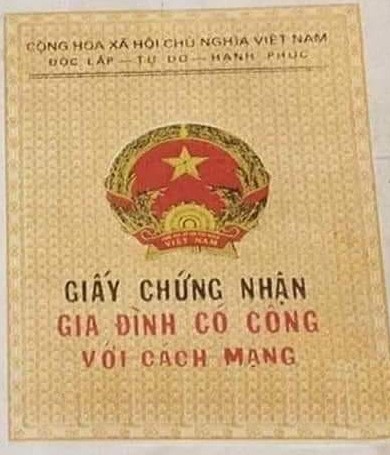 CỘNG HÒA XÃ HỘI CHỦ NGHĨA VIỆT NAM
ĐỘC LẬP — TỰ DO — HẠNH PHÚC
VIỆT NAM
GIẤY CHỨNG NHẬN
GIA ĐÌNH CÓ CÔNG
VỚI CÁCH MẠNG